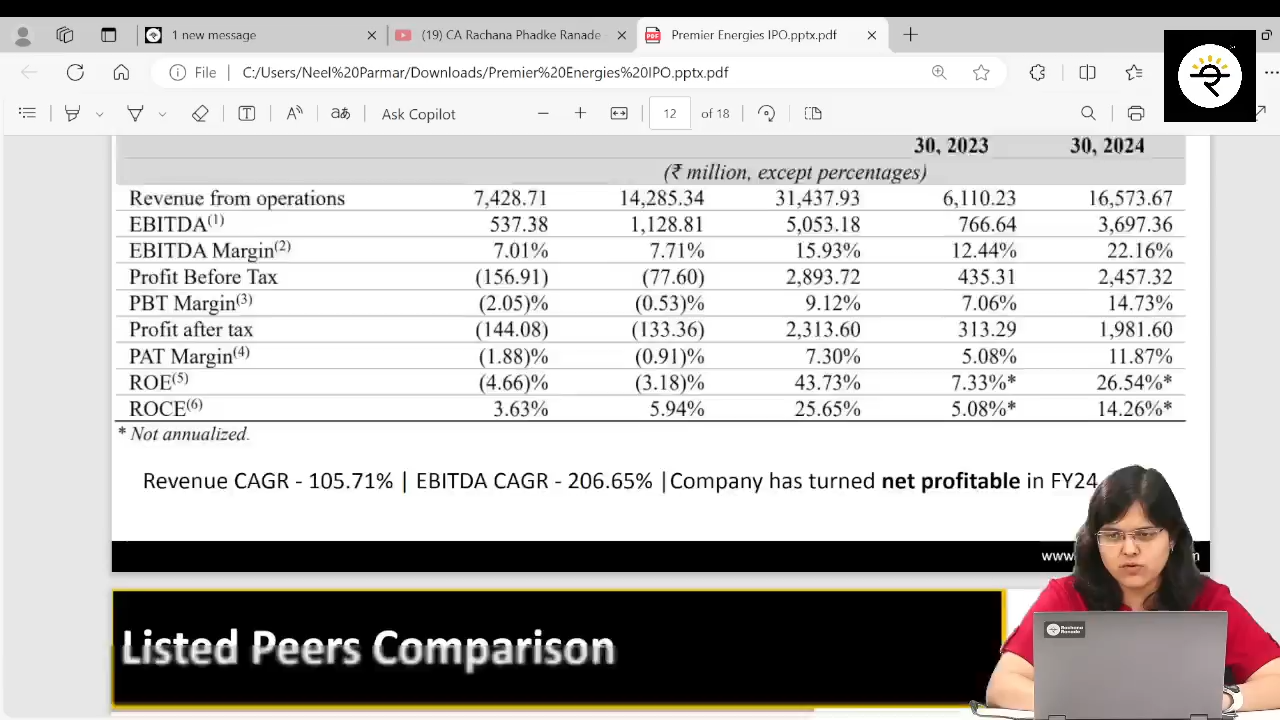 1 new message
(19) CA Rachana Phadke Ranade -
Premier Energies IPO.pptx.pdf
File C:/Users/Neel%20Parmar/Downloads/Premier%20Energies%20IPO.pptx.pdf
Ask Copilot
12 of 18
30, 2023 30, 2024
(₹ million, except percentages)
Revenue from operations 7,428.71 14,285.34 31,437.93 6,110.23 16,573.67
EBITDA(1) 537.38 1,128.81 5,053.18 766.64 3,697.36
EBITDA Margin(2) 7.01% 7.71% 15.93% 12.44% 22.16%
Profit Before Tax (156.91) (77.60) 2,893.72 435.31 2,457.32
PBT Margin(3) (2.05)% (0.53)% 9.12% 7.06% 14.73%
Profit after tax (144.08) (133.36) 2,313.60 313.29 1,981.60
PAT Margin(4) (1.88)% (0.91)% 7.30% 5.08% 11.87%
ROE(5) (4.66)% (3.18)% 43.73% 7.33%* 26.54%*
ROCE(6) 3.63% 5.94% 25.65% 5.08%* 14.26%*
* Not annualized.
Revenue CAGR - 105.71% | EBITDA CAGR - 206.65% |Company has turned net profitable in FY24
www
Listed Peers Comparison
Rachana
Ranade